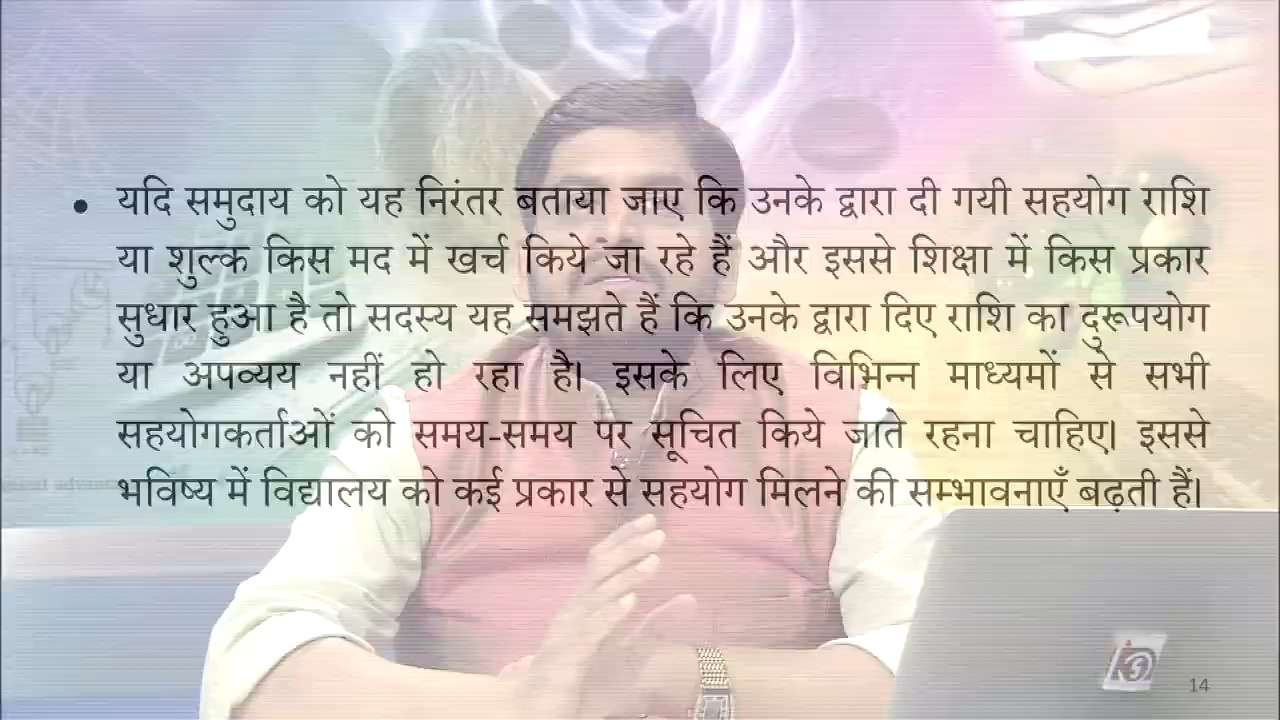 • यदि समुदाय को यह निरंतर बताया जाए कि उनके द्वारा दी गयी सहयोग राशि
या शुल्क किस मद में खर्च किये जा रहे हैं और इससे शिक्षा में किस प्रकार
सुधार हुआ है तो सदस्य यह समझते हैं कि उनके द्वारा दिए राशि का दुरूपयोग
या अपव्यय नहीं हो रहा है। इसके लिए विभिन्न माध्यमों से सभी
सहयोगकर्ताओं को समय-समय पर सूचित किये जाते रहना चाहिए। इससे
भविष्य में विद्यालय को कई प्रकार से सहयोग मिलने की सम्भावनाएँ बढ़ती हैं।
14